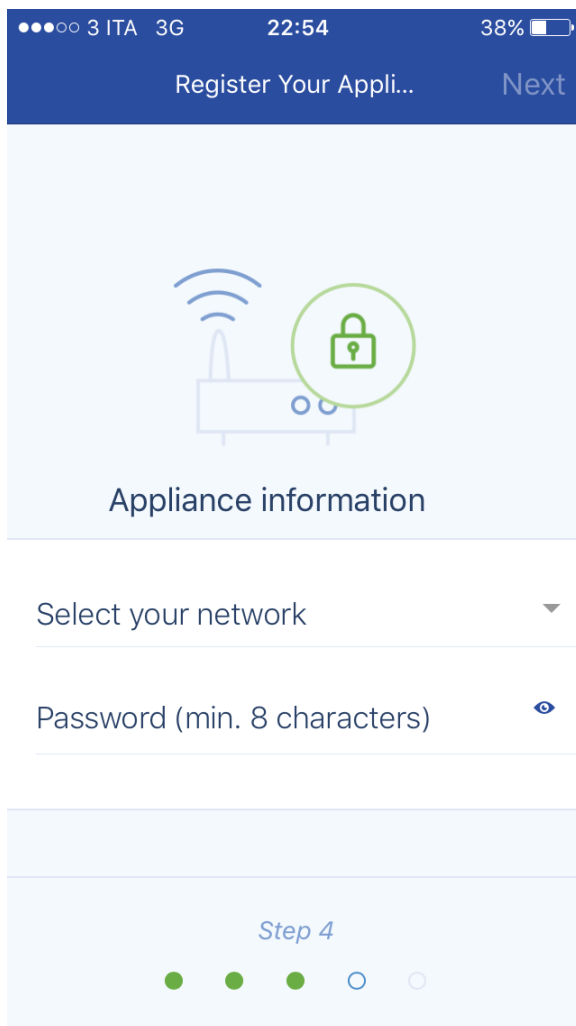 3 ITA 3G 22:54 38%
Register Your Appli... Next
Appliance information
Select your network
Password (min. 8 characters)
Step 4